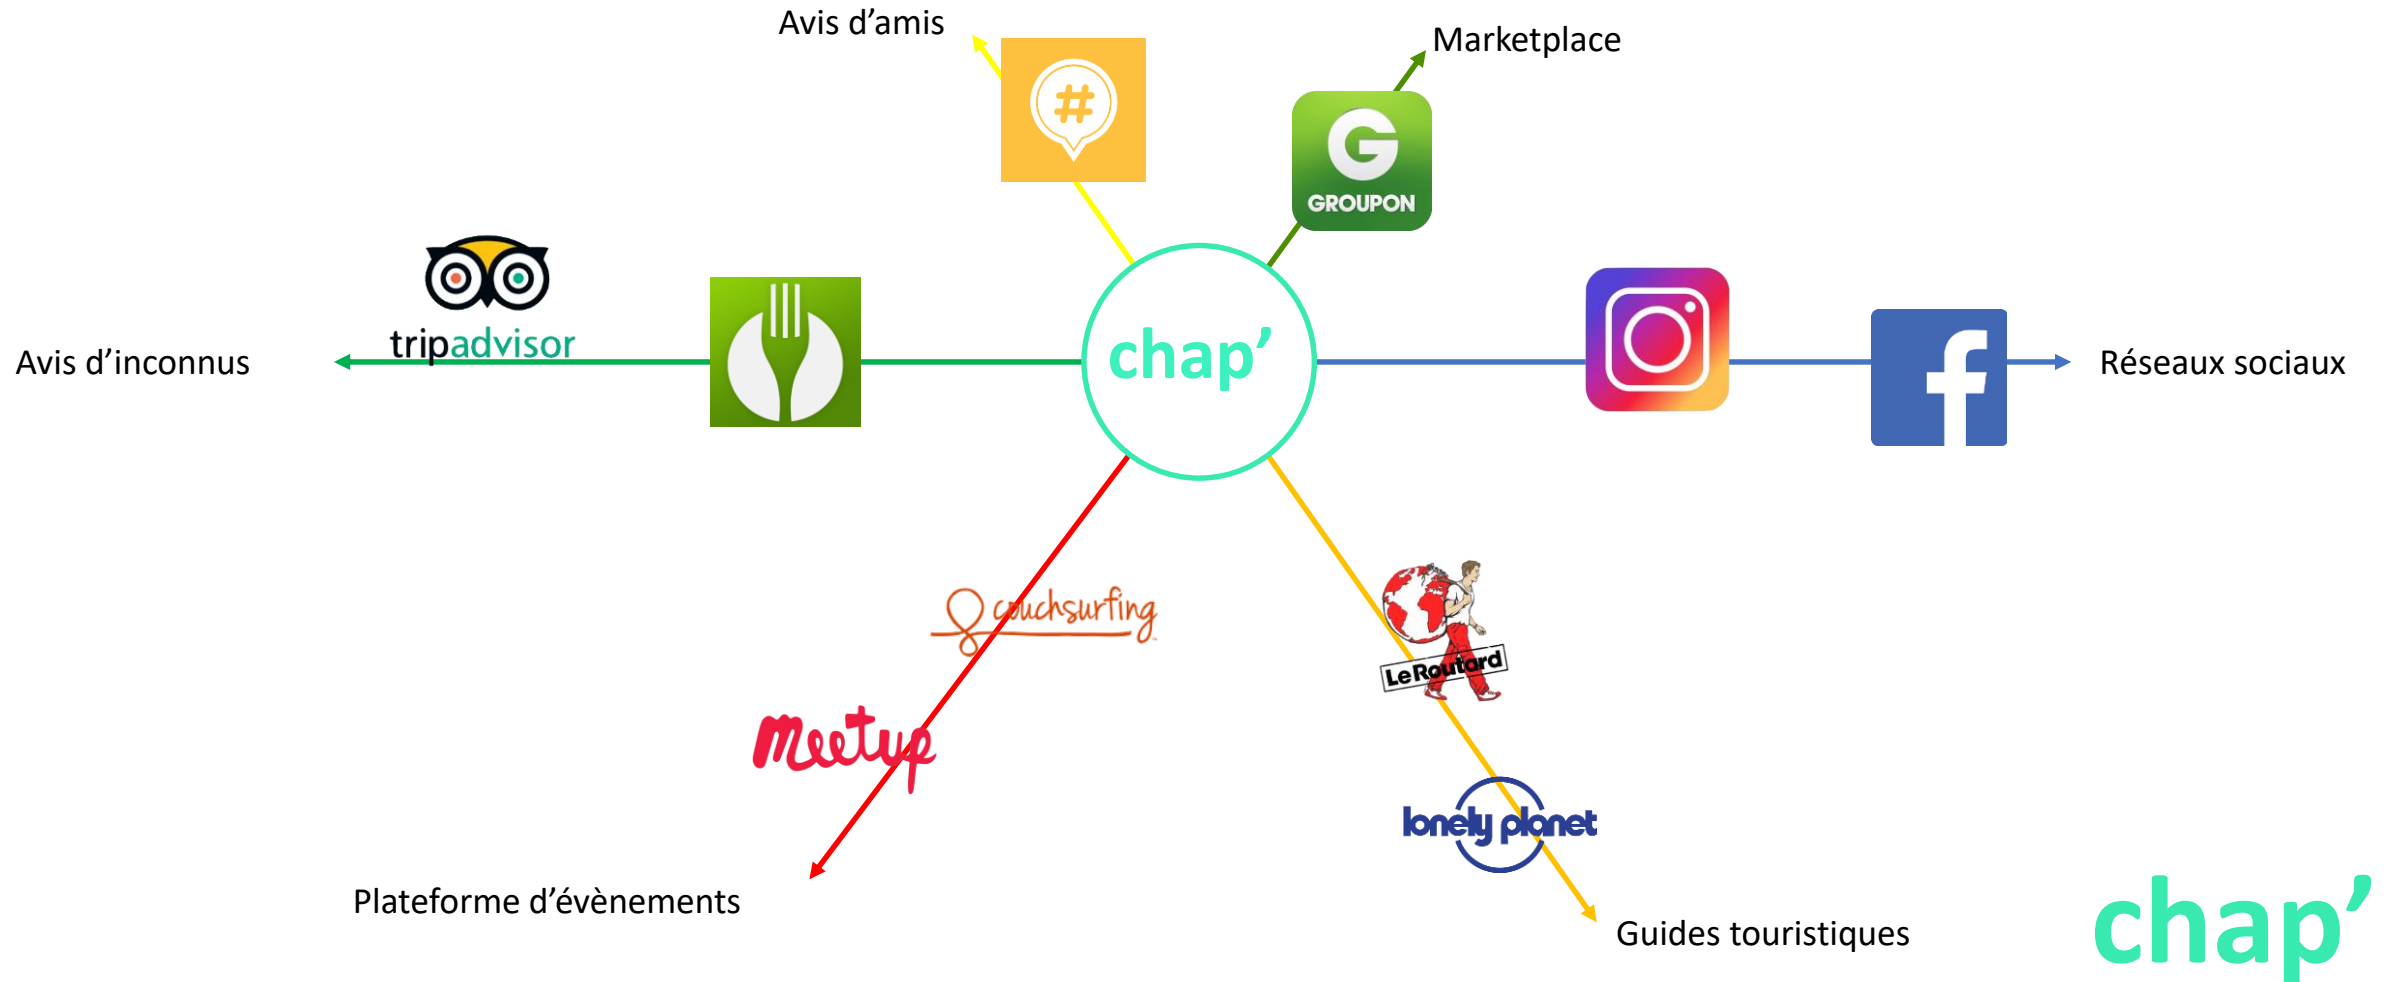 Avis d’amis
Marketplace
#
G
GROUPON
tripadvisor
Avis d’inconnus
chap’
f
Réseaux sociaux
couchsurfing
Le Routard
Meetup
lonely planet
Plateforme d’évènements
Guides touristiques
chap’